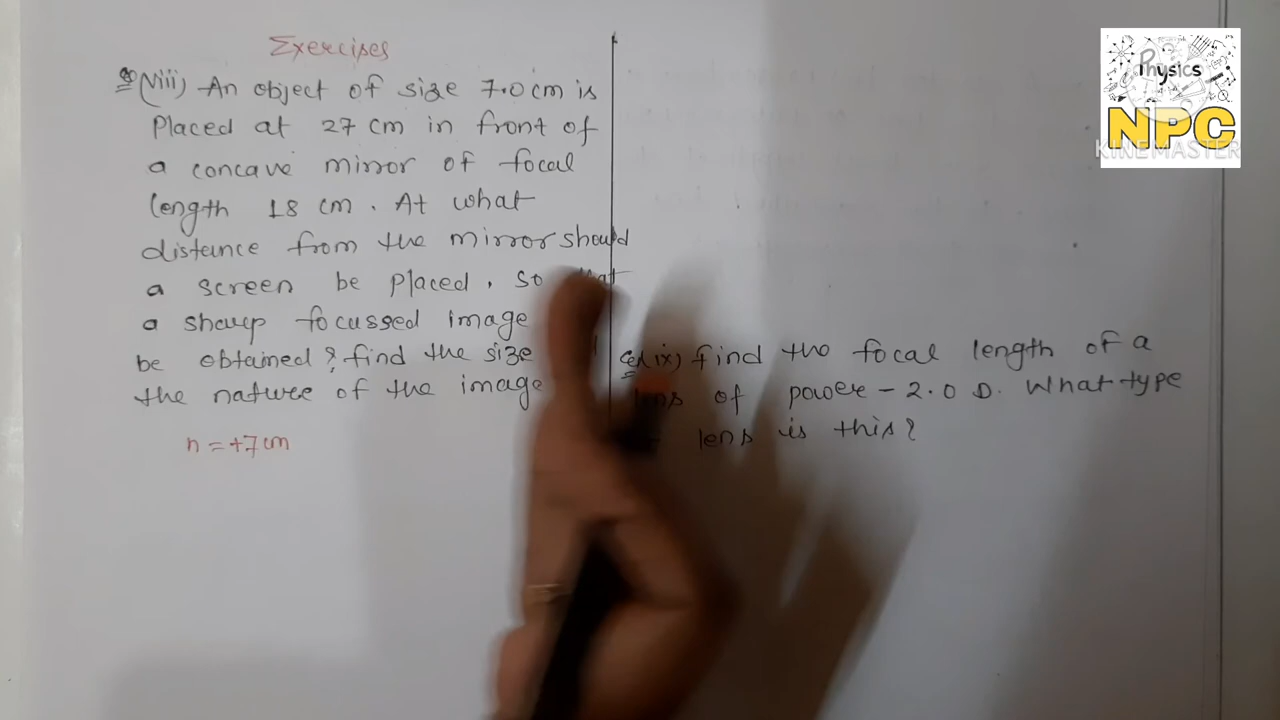 Exercises
(viii) An object of size 7.0 cm is
Placed at 27 cm in front of
a concave mirror of focal
length 18 cm. At what
distance from the mirror should
a screen be placed, so that
a sharp focussed image
be obtained? find the size
the nature of the image
h = +7 cm
(ix) find the focal length of a
lens of power - 2.0 D. What type
lens is this?
Physics
NPC
KINEMASTER